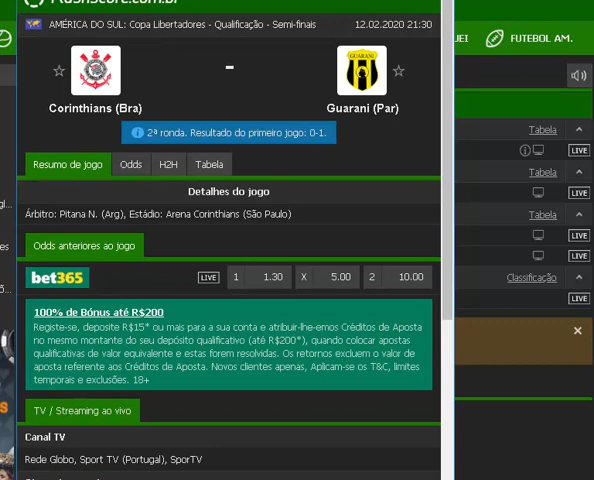 AMÉRICA DO SUL: Copa Libertadores - Qualificação - Semi-finais 12.02.2020 21:30
FUTEBOL AM.
-
Corinthians (Bra) Guarani (Par)
2ª ronda. Resultado do primeiro jogo: 0-1.
Resumo de jogo Odds H2H Tabela
Detalhes do jogo
Árbitro: Pitana N. (Arg), Estádio: Arena Corinthians (São Paulo)
Odds anteriores ao jogo
bet365 LIVE 1 1.30 X 5.00 2 10.00
100% de Bónus até R$200
Registe-se, deposite R$15* ou mais para a sua conta e atribuir-lhe-emos Créditos de Aposta
no mesmo montante do seu depósito qualificativo (até R$200*), quando colocar apostas
qualificativas de valor equivalente e estas forem resolvidas. Os retornos excluem o valor de
aposta referente aos Créditos de Aposta. Novos clientes apenas, Aplicam-se os T&C, limites
temporais e exclusões. 18+
TV / Streaming ao vivo
Canal TV
Rede Globo, Sport TV (Portugal), SporTV
Tabela
LIVE
Tabela
LIVE
Tabela
LIVE
LIVE
Classificação
LIVE